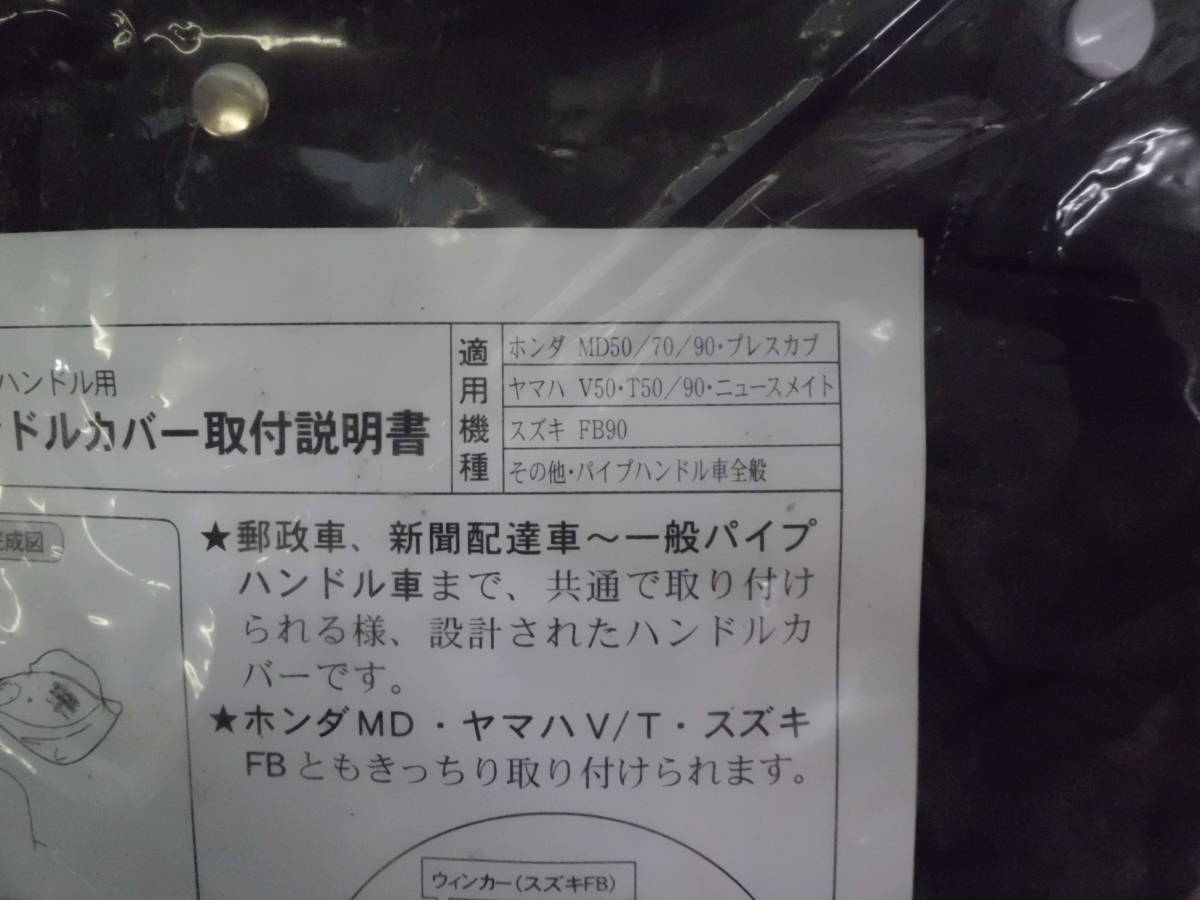 ハンドル用
ンドルカバー取付説明書
適用機種
ホンダ MD50/70/90・プレスカブ
ヤマハ V50・T50/90・ニュースメイト
スズキ FB90
その他・パイプハンドル車全般
完成図
★郵政車、新聞配達車〜一般パイプ
ハンドル車まで、共通で取り付け
られる様、設計されたハンドルカ
バーです。
★ホンダMD・ヤマハV/T・スズキ
FBともきっちり取り付けられます。
ウィンカー(スズキFB)